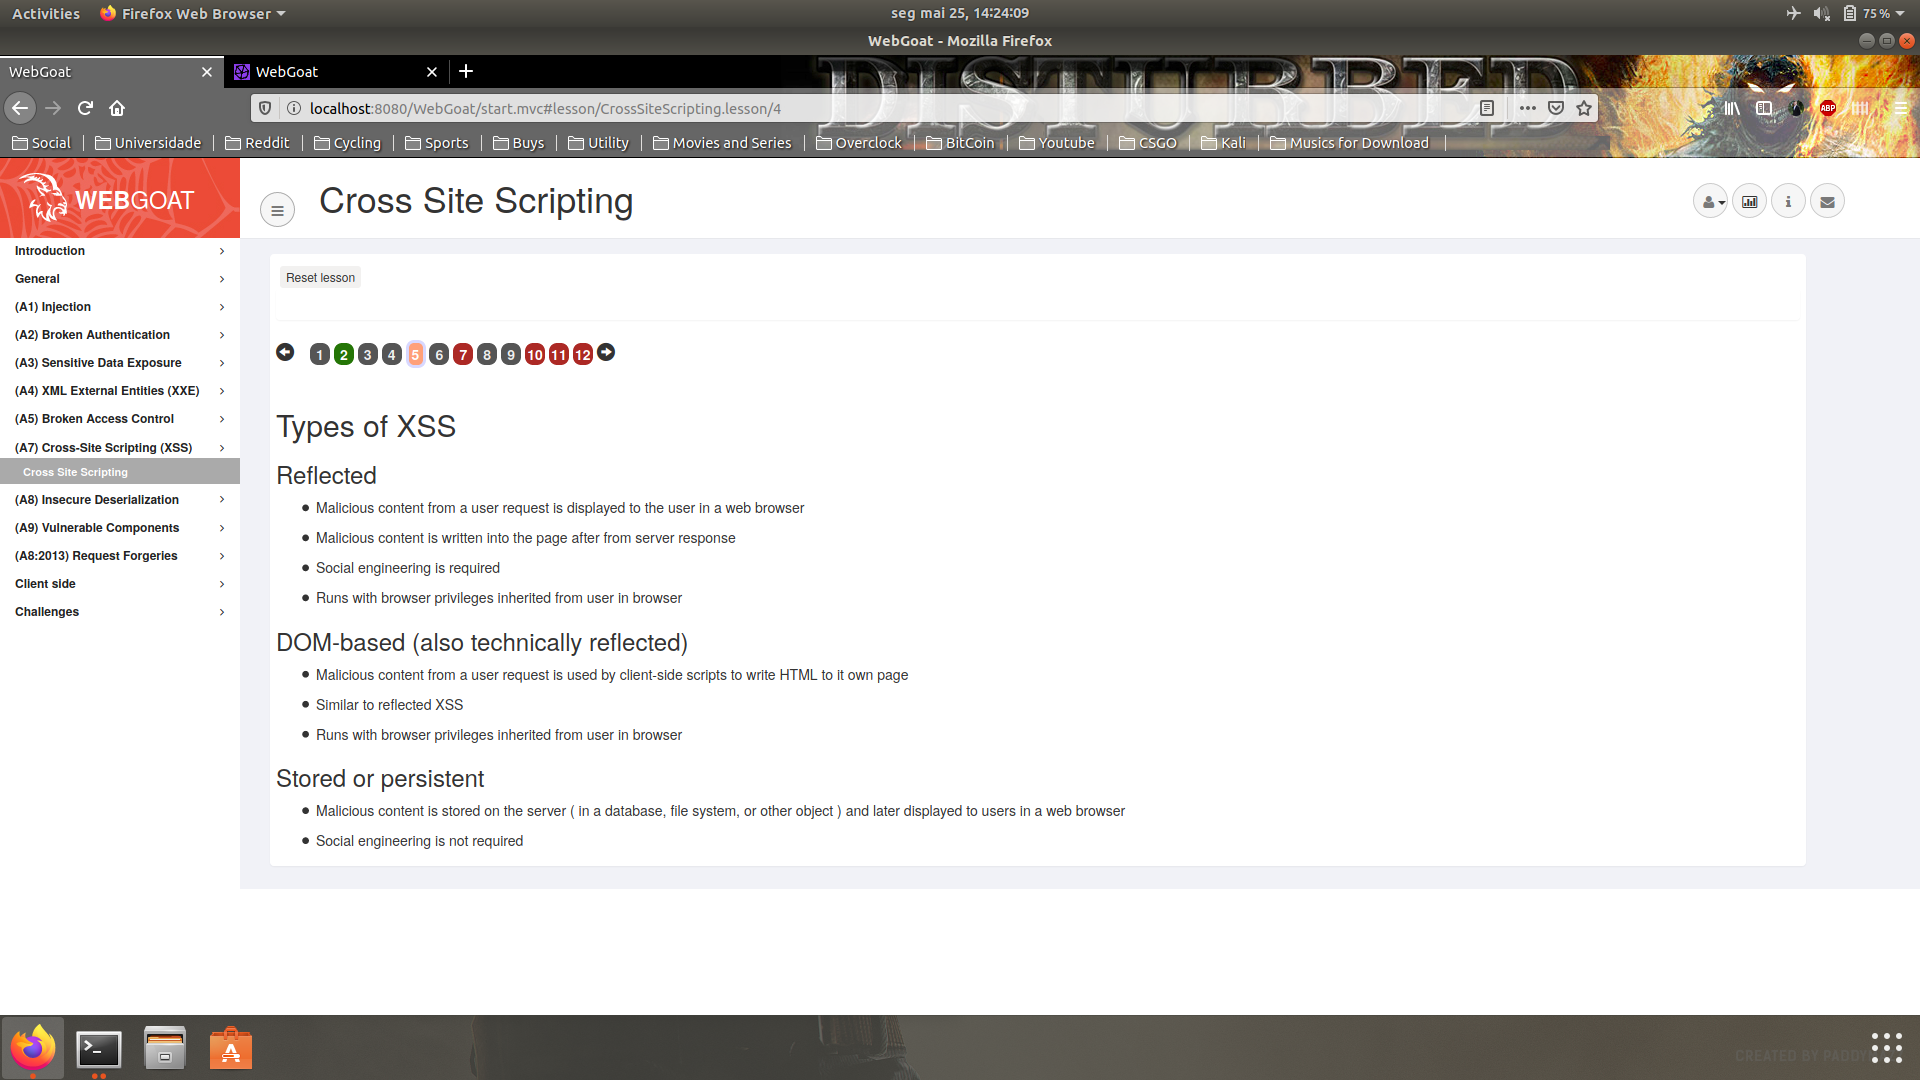 Activities Firefox Web Browser seg mai 25, 14:24:09 75 %
WebGoat - Mozilla Firefox
WebGoat WebGoat DISTURBED
localhost:8080/WebGoat/start.mvc#lesson/CrossSiteScripting.lesson/4 ABP
Social Universidade Reddit Cycling Sports Buys Utility Movies and Series Overclock BitCoin Youtube CSGO Kali Musics for Download
WEBGOAT
Cross Site Scripting
Introduction
General
(A1) Injection
(A2) Broken Authentication
(A3) Sensitive Data Exposure
(A4) XML External Entities (XXE)
(A5) Broken Access Control
(A7) Cross-Site Scripting (XSS)
Cross Site Scripting
(A8) Insecure Deserialization
(A9) Vulnerable Components
(A8:2013) Request Forgeries
Client side
Challenges
Reset lesson
1 2 3 4 5 6 7 8 9 10 11 12
Types of XSS
Reflected
Malicious content from a user request is displayed to the user in a web browser
Malicious content is written into the page after from server response
Social engineering is required
Runs with browser privileges inherited from user in browser
DOM-based (also technically reflected)
Malicious content from a user request is used by client-side scripts to write HTML to it own page
Similar to reflected XSS
Runs with browser privileges inherited from user in browser
Stored or persistent
Malicious content is stored on the server ( in a database, file system, or other object ) and later displayed to users in a web browser
Social engineering is not required
CREATED BY